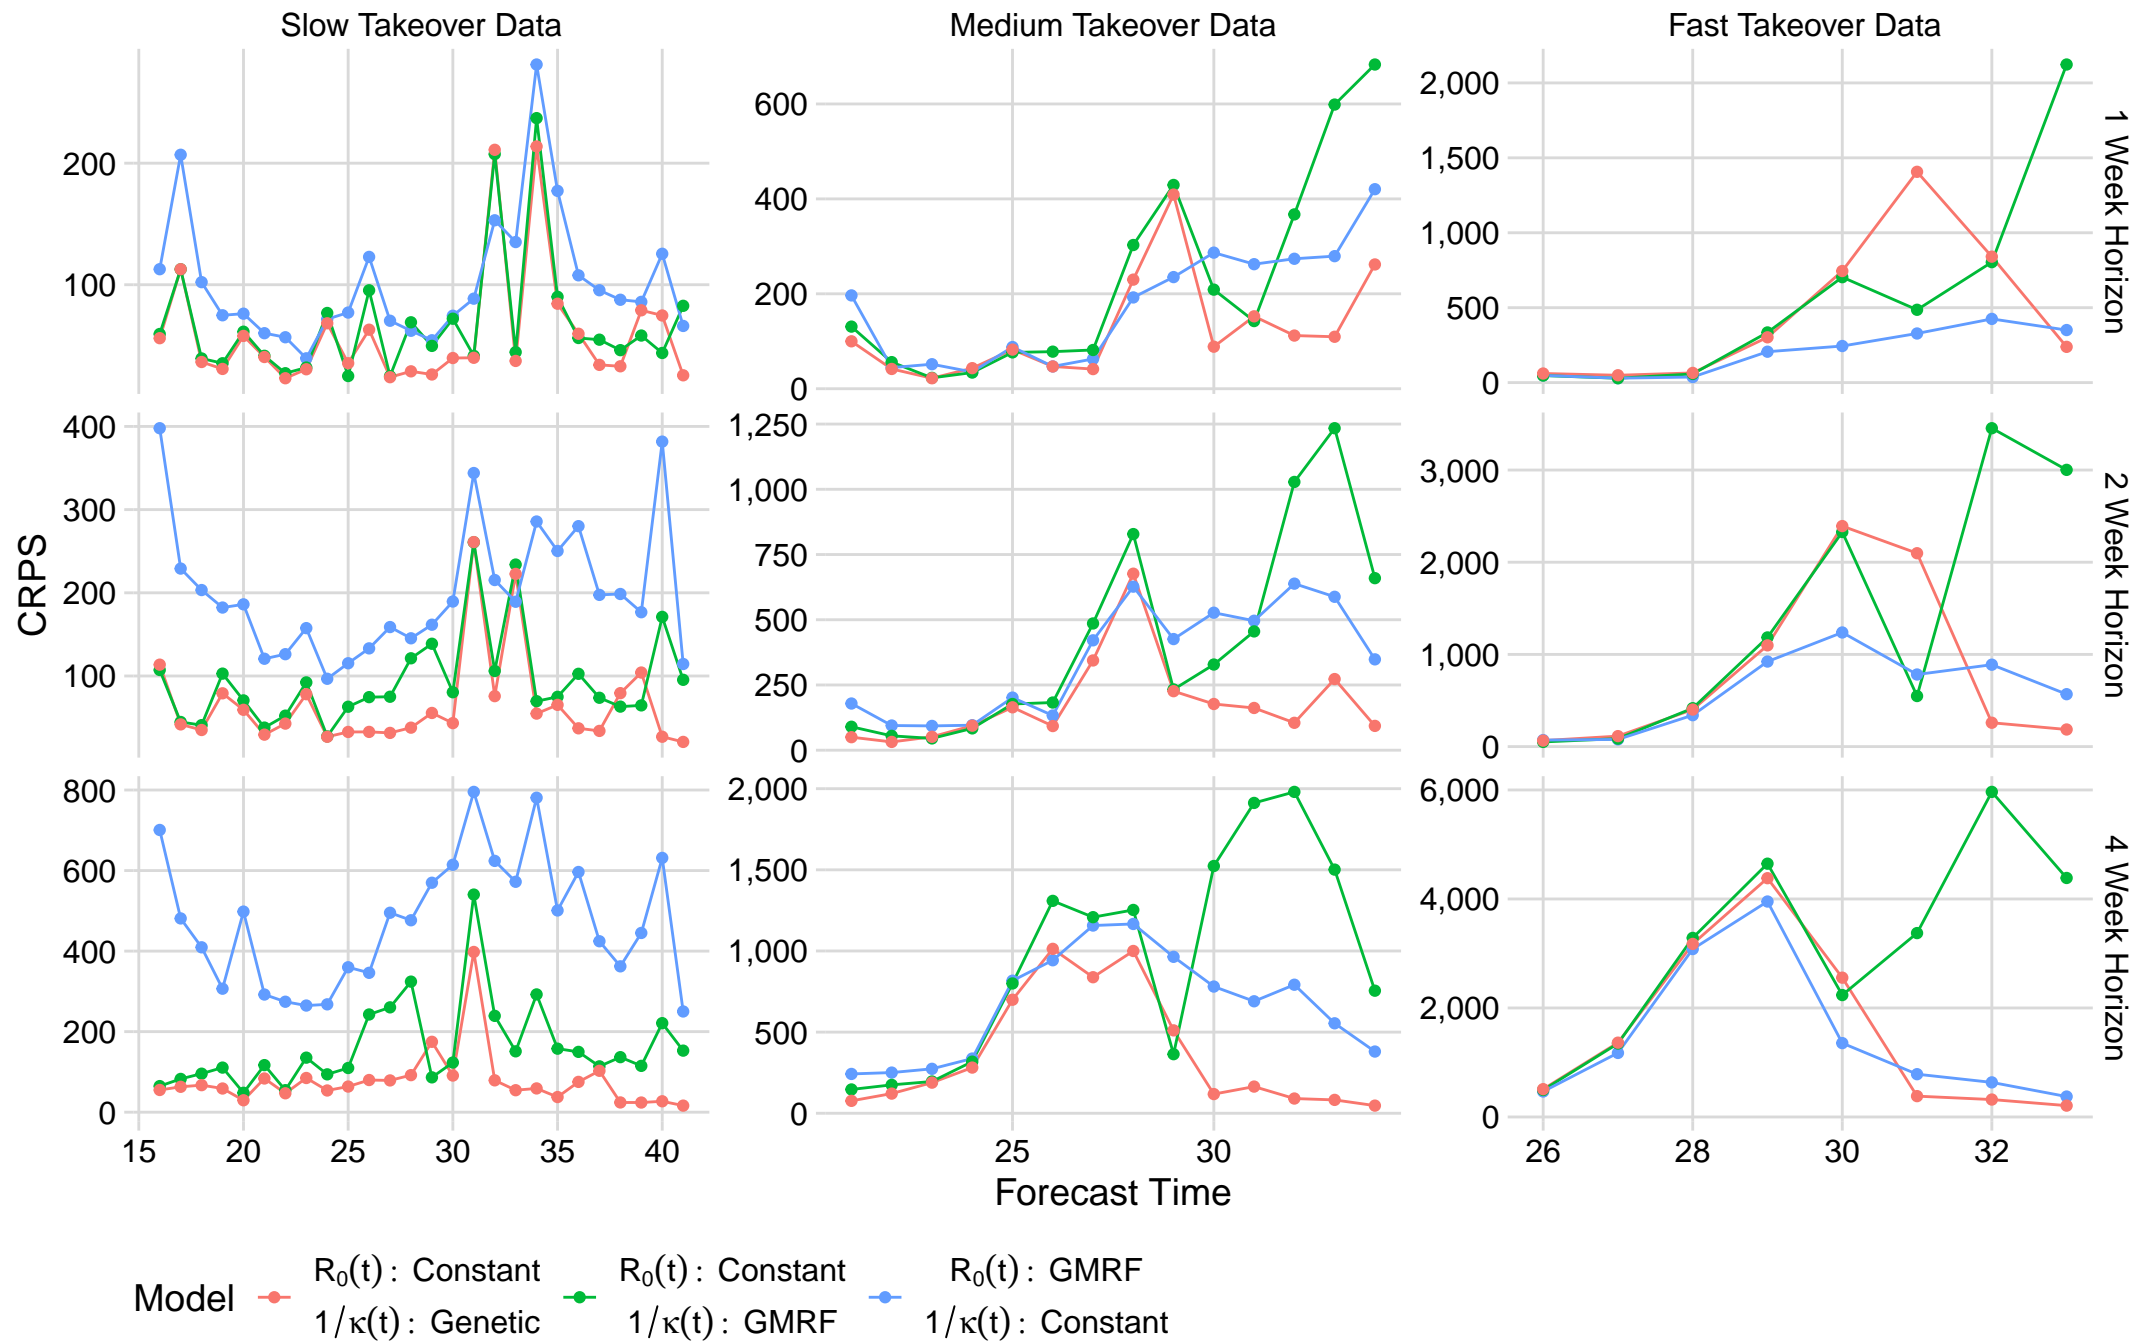 Slow Takeover Data
Medium Takeover Data
Fast Takeover Data
200
100
600
400
200
0
2,000
1,500
1,000
500
0
1 Week Horizon
CRPS
400
300
200
100
1,250
1,000
750
500
250
0
3,000
2,000
1,000
0
2 Week Horizon
800
600
400
200
0
2,000
1,500
1,000
500
0
6,000
4,000
2,000
0
4 Week Horizon
15 20 25 30 35 40
25 30
26 28 30 32
Forecast Time
Model
R₀(t) : Constant
1/κ(t) : Genetic
R₀(t) : Constant
1/κ(t) : GMRF
R₀(t) : GMRF
1/κ(t) : Constant